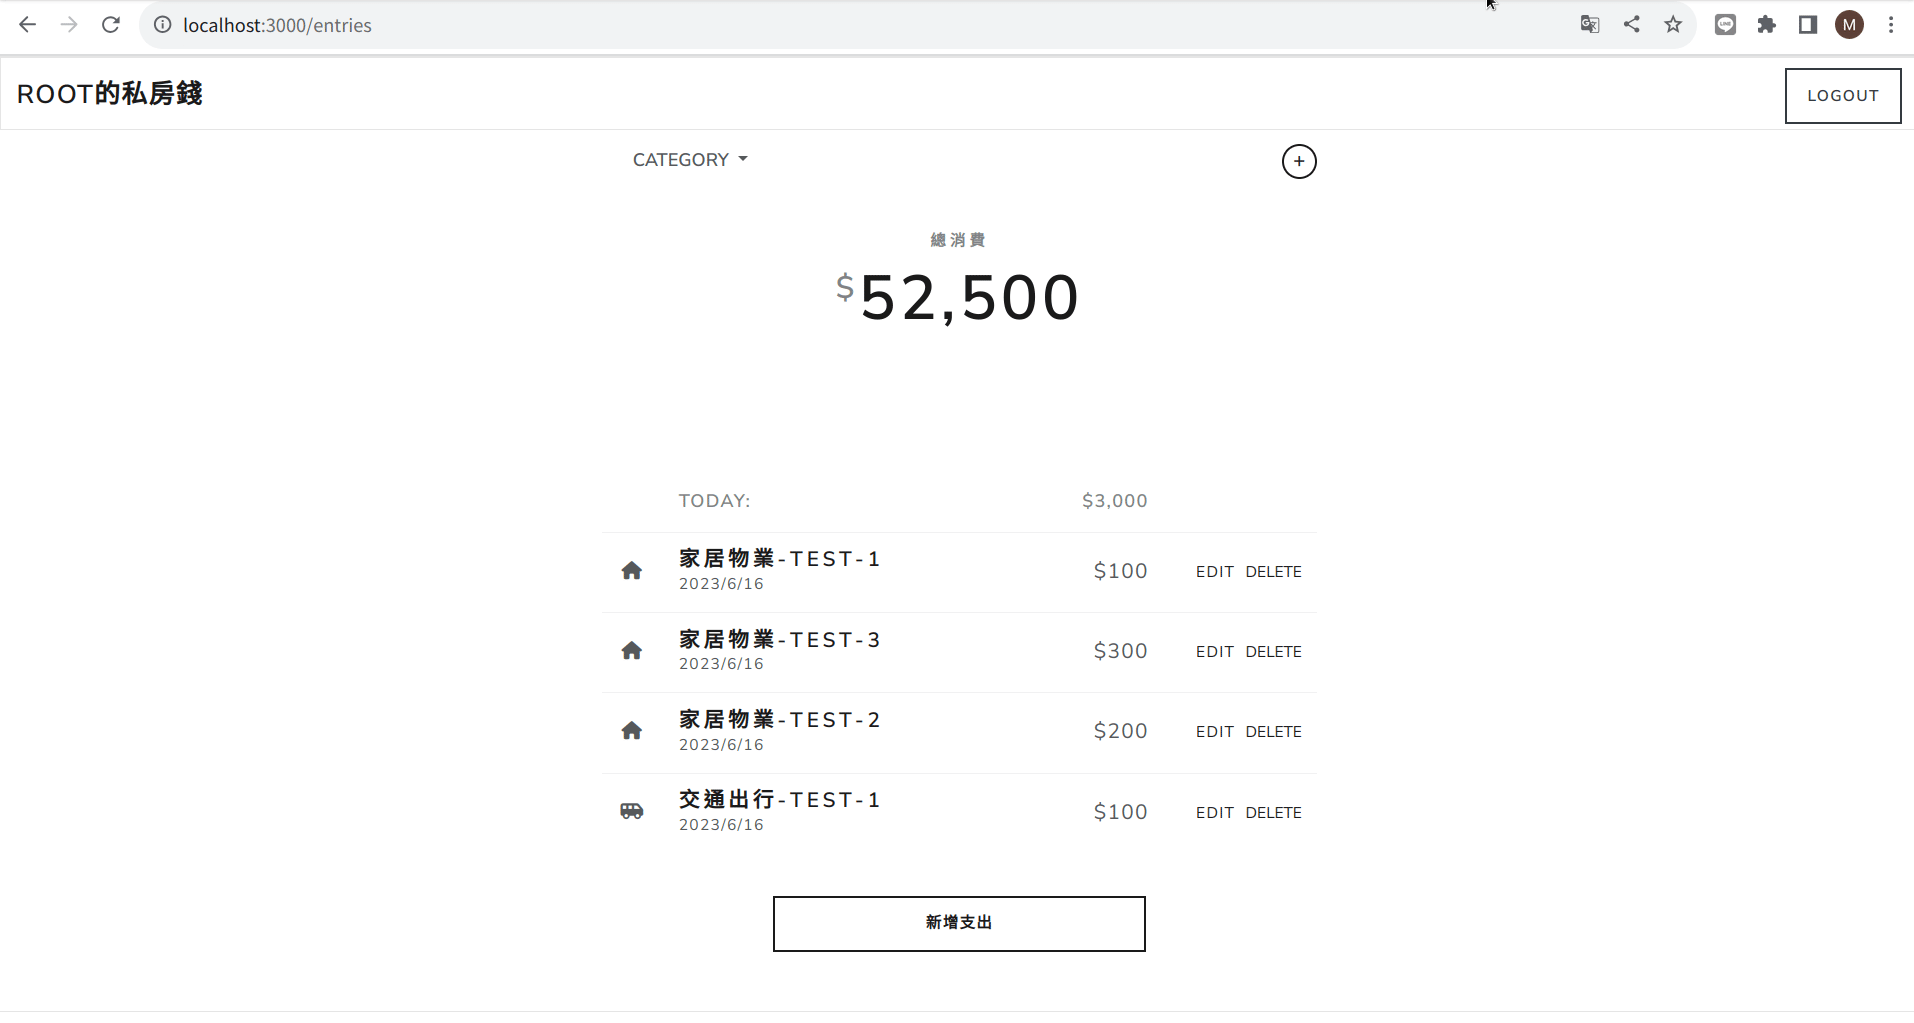 localhost:3000/entries
M
ROOT的私房錢
LOGOUT
CATEGORY
+
總消費
$52,500
TODAY: $3,000
家居物業-TEST-1
2023/6/16
$100 EDIT DELETE
家居物業-TEST-3
2023/6/16
$300 EDIT DELETE
家居物業-TEST-2
2023/6/16
$200 EDIT DELETE
交通出行-TEST-1
2023/6/16
$100 EDIT DELETE
新增支出